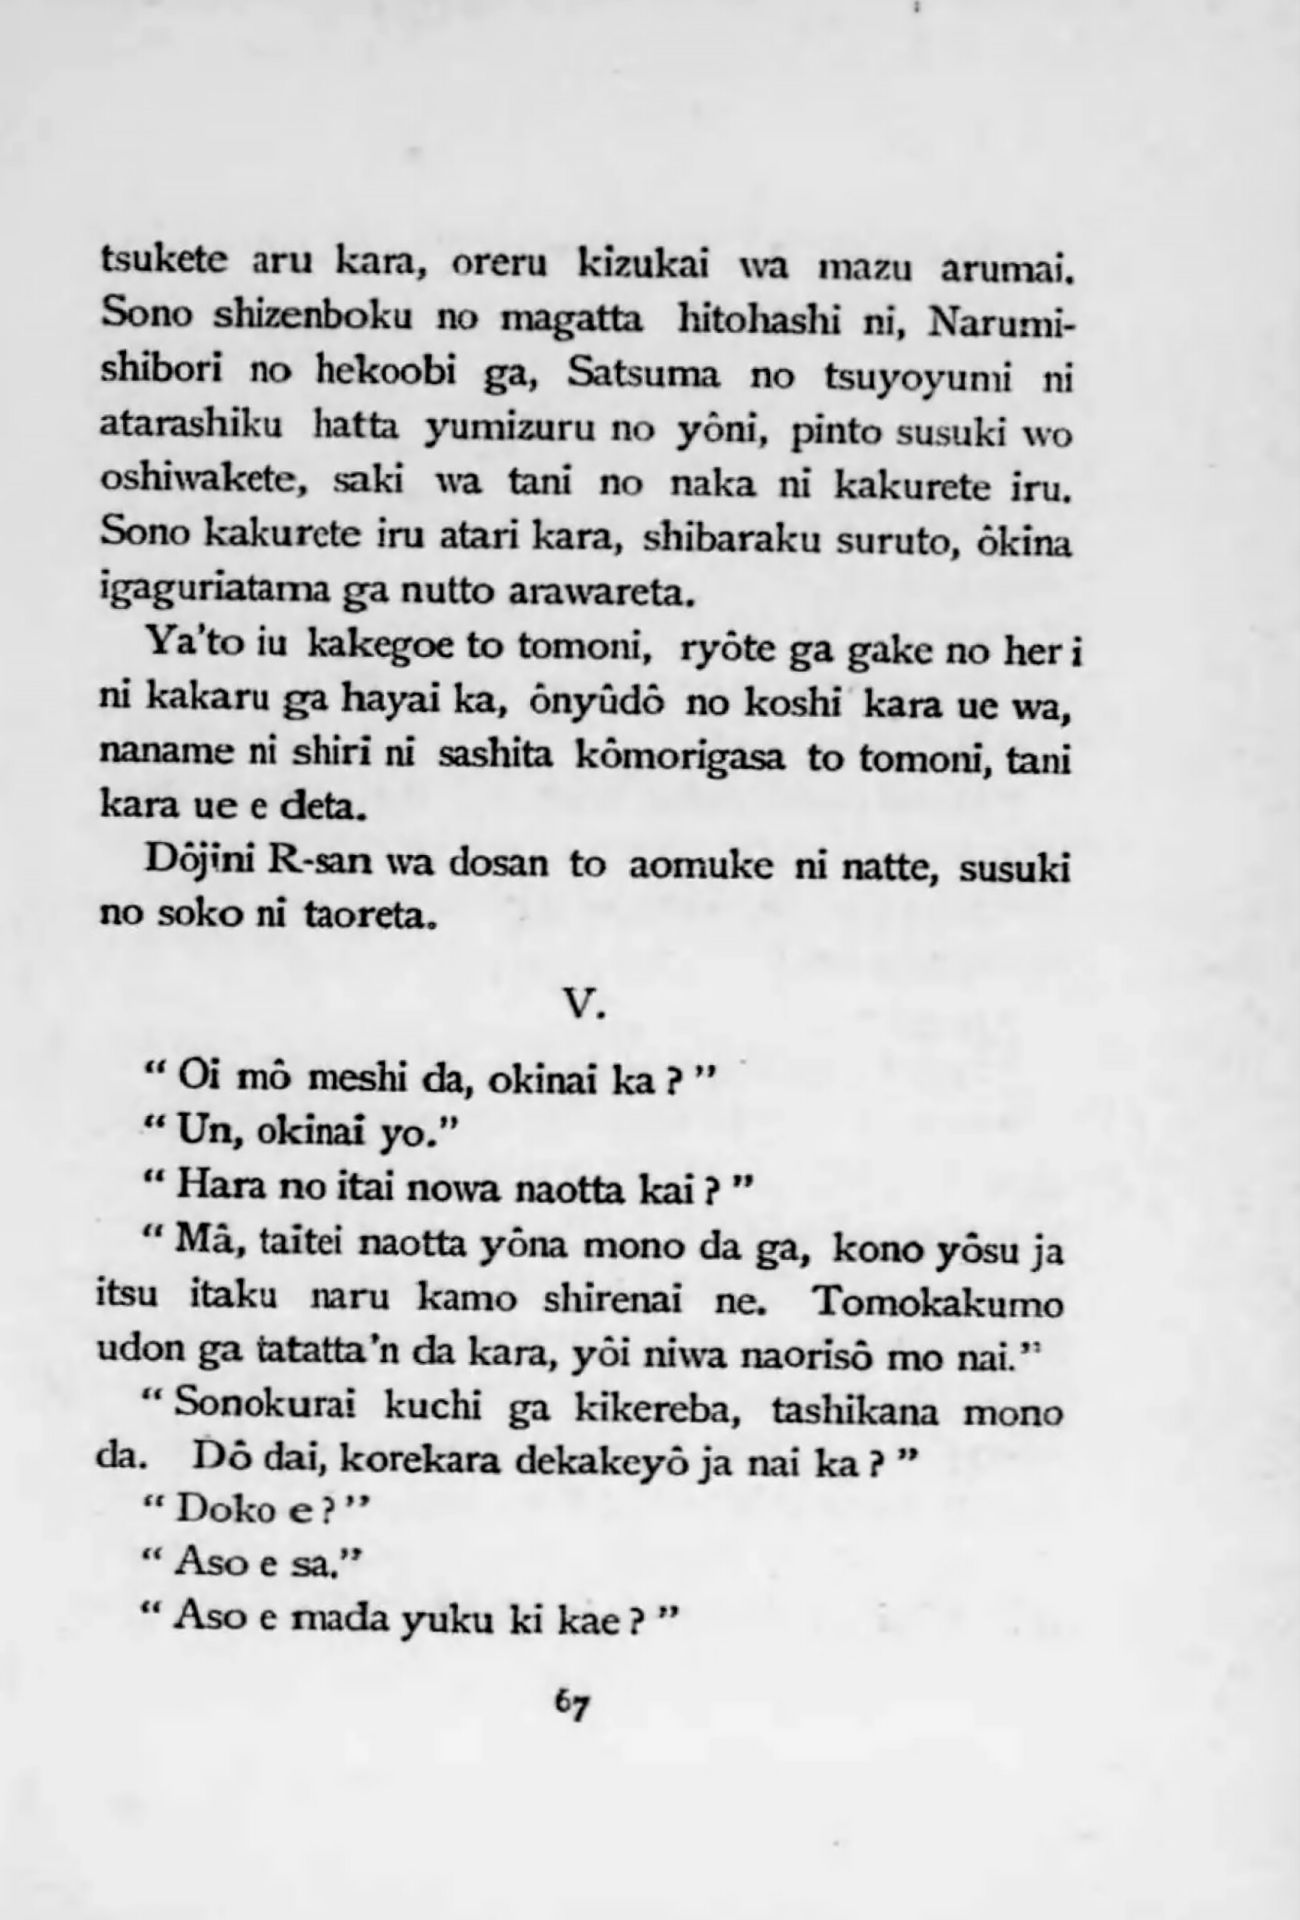 tsukete aru kara, oreru kizukai wa mazu arumai.
Sono shizenboku no magatta hitohashi ni, Narumi-
shibori no hekoobi ga, Satsuma no tsuyoyumi ni
atarashiku hatta yumizuru no yôni, pinto susuki wo
oshiwakete, saki wa tani no naka ni kakurete iru.
Sono kakurete iru atari kara, shibaraku suruto, ôkina
igaguriatama ga nutto arawareta.
Ya'to iu kakegoe to tomoni, ryôte ga gake no heri
ni kakaru ga hayai ka, ônyûdô no koshi kara ue wa,
naname ni shiri ni sashita kômorigasa to tomoni, tani
kara ue e deta.
Dôjini R-san wa dosan to aomuke ni natte, susuki
no soko ni taoreta.
V.
“ Oi mô meshi da, okinai ka ? ”
“ Un, okinai yo.”
“ Hara no itai nowa naotta kai ? ”
“ Mâ, taitei naotta yôna mono da ga, kono yôsu ja
itsu itaku naru kamo shirenai ne. Tomokakumo
udon ga tatatta'n da kara, yôi niwa naorisô mo nai.”
“ Sonokurai kuchi ga kikereba, tashikana mono
da. Dô dai, korekara dekakeyô ja nai ka ? ”
“ Doko e ? ”
“ Aso e sa.”
“ Aso e mada yuku ki kae ? ”
67